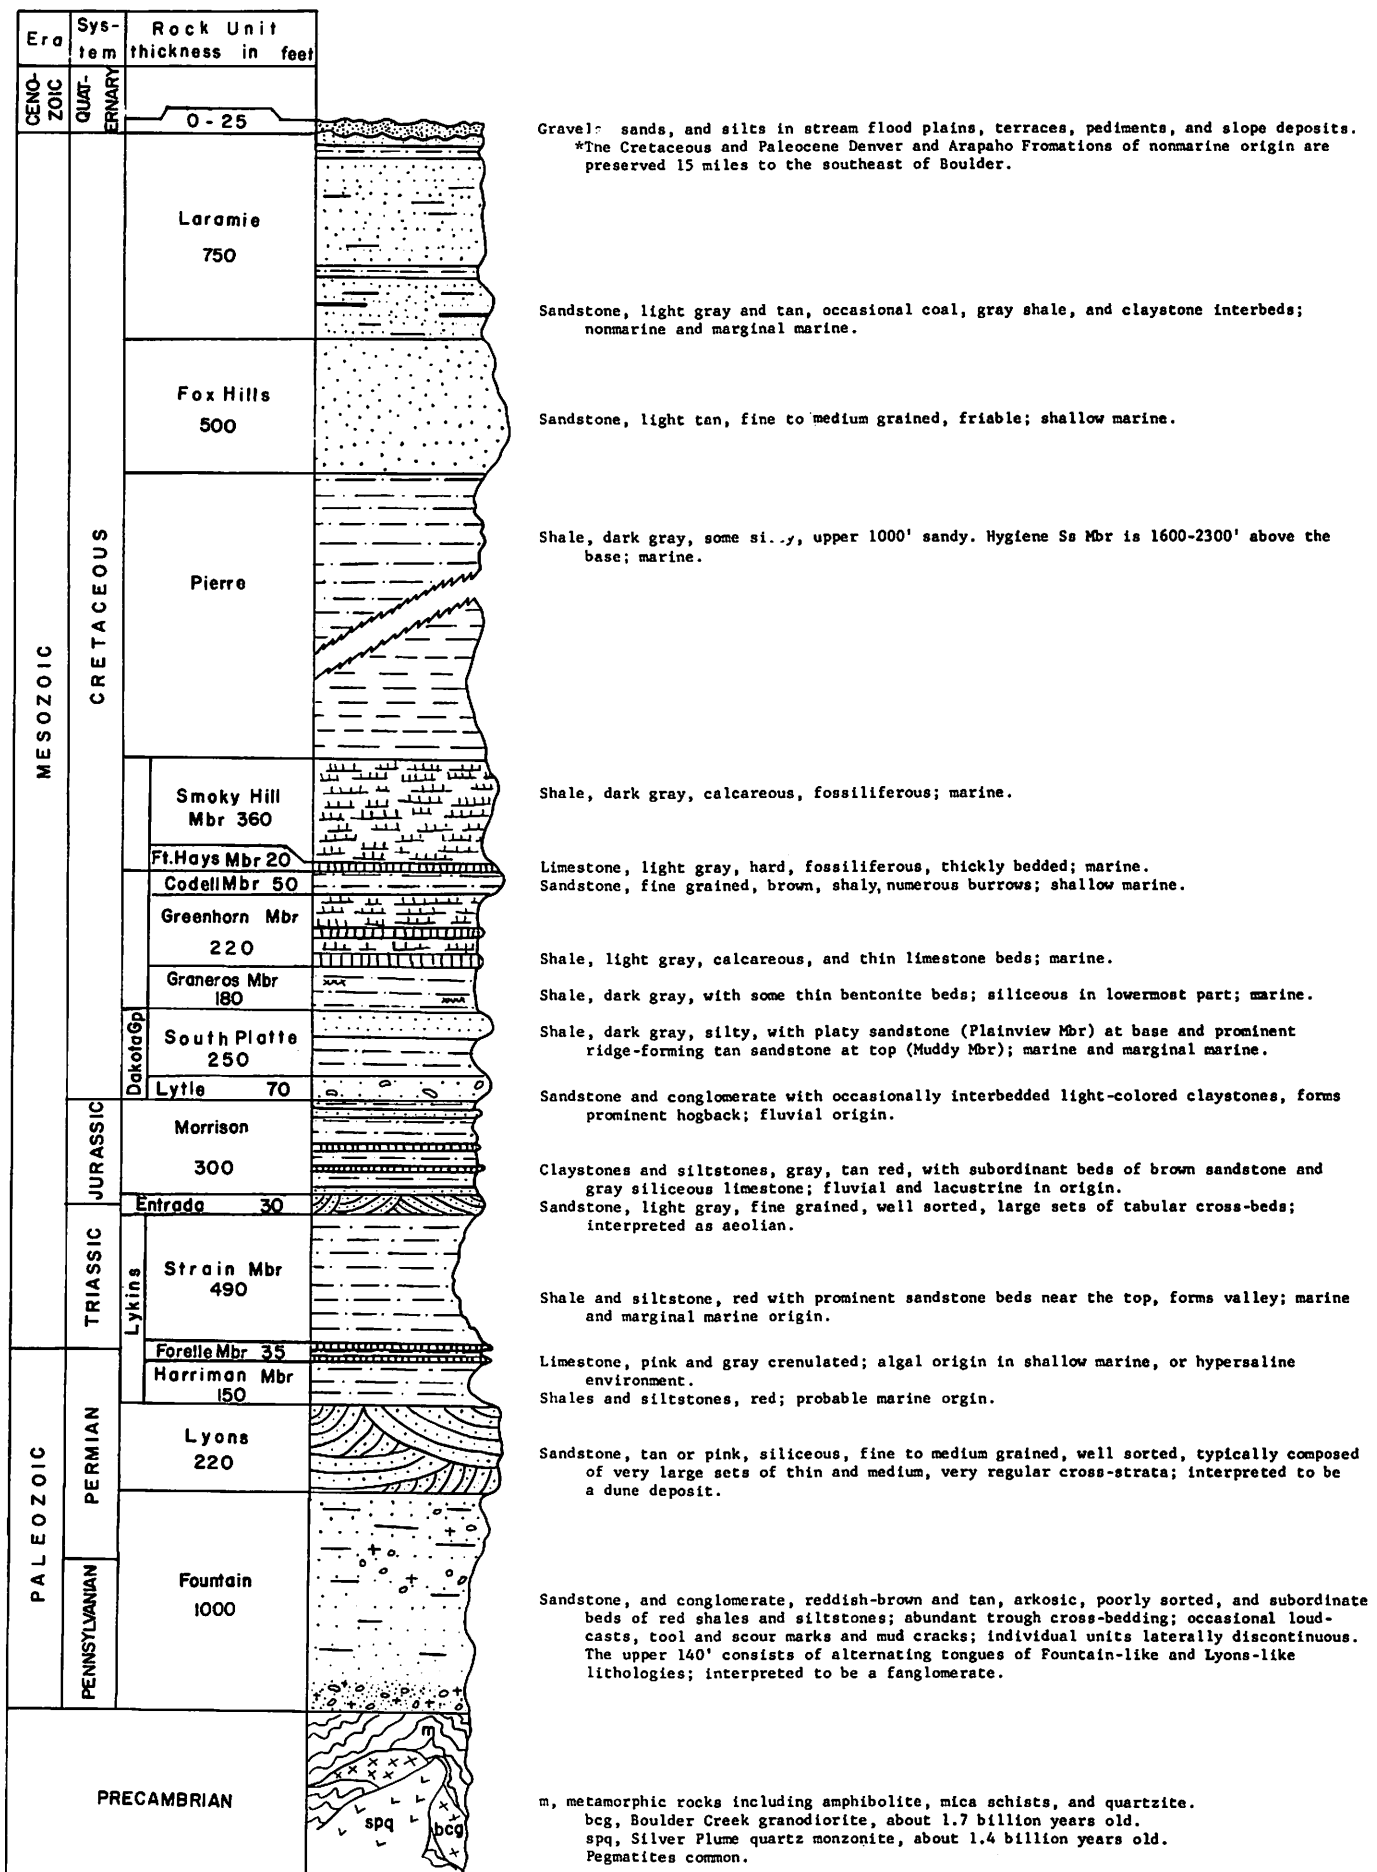 Era
Sys-
tem
Rock Unit
thickness in feet
CENO-
ZOIC
QUAT-
ERNARY
0-25
Gravel sands, and silts in stream flood plains, terraces, pediments, and slope deposits.
*The Cretaceous and Paleocene Denver and Arapaho Fromations of nonmarine origin are
preserved 15 miles to the southeast of Boulder.
MESOZOIC
CRETACEOUS
Laramie
750
Sandstone, light gray and tan, occasional coal, gray shale, and claystone interbeds;
nonmarine and marginal marine.
Fox Hills
500
Sandstone, light tan, fine to medium grained, friable; shallow marine.
Pierre
Shale, dark gray, some upper 1000' sandy. Hygiene Ss Mbr is 1600-2300' above the
base; marine.
Smoky Hill
Mbr 360
Shale, dark gray, calcareous, fossiliferous; marine.
Ft.Hays Mbr 20
Limestone, light gray, hard, fossiliferous, thickly bedded; marine.
Codell Mbr 50
Sandstone, fine grained, brown, shaly, numerous burrows; shallow marine.
Greenhorn Mbr
220
Shale, light gray, calcareous, and thin limestone beds; marine.
Graneros Mbr
180
Shale, dark gray, with some thin bentonite beds; siliceous in lowermost part; marine.
Dakota Gp
South Platte
250
Shale, dark gray, silty, with platy sandstone (Plainview Mbr) at base and prominent
ridge-forming tan sandstone at top (Muddy Mbr); marine and marginal marine.
Lytle 70
Sandstone and conglomerate with occasionally interbedded light-colored claystones, forms
prominent hogback; fluvial origin.
JURASSIC
Morrison
300
Claystones and siltstones, gray, tan red, with subordinant beds of brown sandstone and
gray siliceous limestone; fluvial and lacustrine in origin.
Entrada 30
Sandstone, light gray, fine grained, well sorted, large sets of tabular cross-beds;
interpreted as aeolian.
TRIASSIC
Lykins
Strain Mbr
490
Shale and siltstone, red with prominent sandstone beds near the top, forms valley; marine
and marginal marine origin.
Forelle Mbr 35
Limestone, pink and gray crenulated; algal origin in shallow marine, or hypersaline
environment.
Harriman Mbr
150
Shales and siltstones, red; probable marine orgin.
PALEOZOIC
PERMIAN
Lyons
220
Sandstone, tan or pink, siliceous, fine to medium grained, well sorted, typically composed
of very large sets of thin and medium, very regular cross-strata; interpreted to be
a dune deposit.
PENNSYLVANIAN
Fountain
1000
Sandstone, and conglomerate, reddish-brown and tan, arkosic, poorly sorted, and subordinate
beds of red shales and siltstones; abundant trough cross-bedding; occasional loud-
casts, tool and scour marks and mud cracks; individual units laterally discontinuous.
The upper 140' consists of alternating tongues of Fountain-like and Lyons-like
lithologies; interpreted to be a fanglomerate.
PRECAMBRIAN
m
spq
bcg
m, metamorphic rocks including amphibolite, mica schists, and quartzite.
bcg, Boulder Creek granodiorite, about 1.7 billion years old.
spq, Silver Plume quartz monzonite, about 1.4 billion years old.
Pegmatites common.